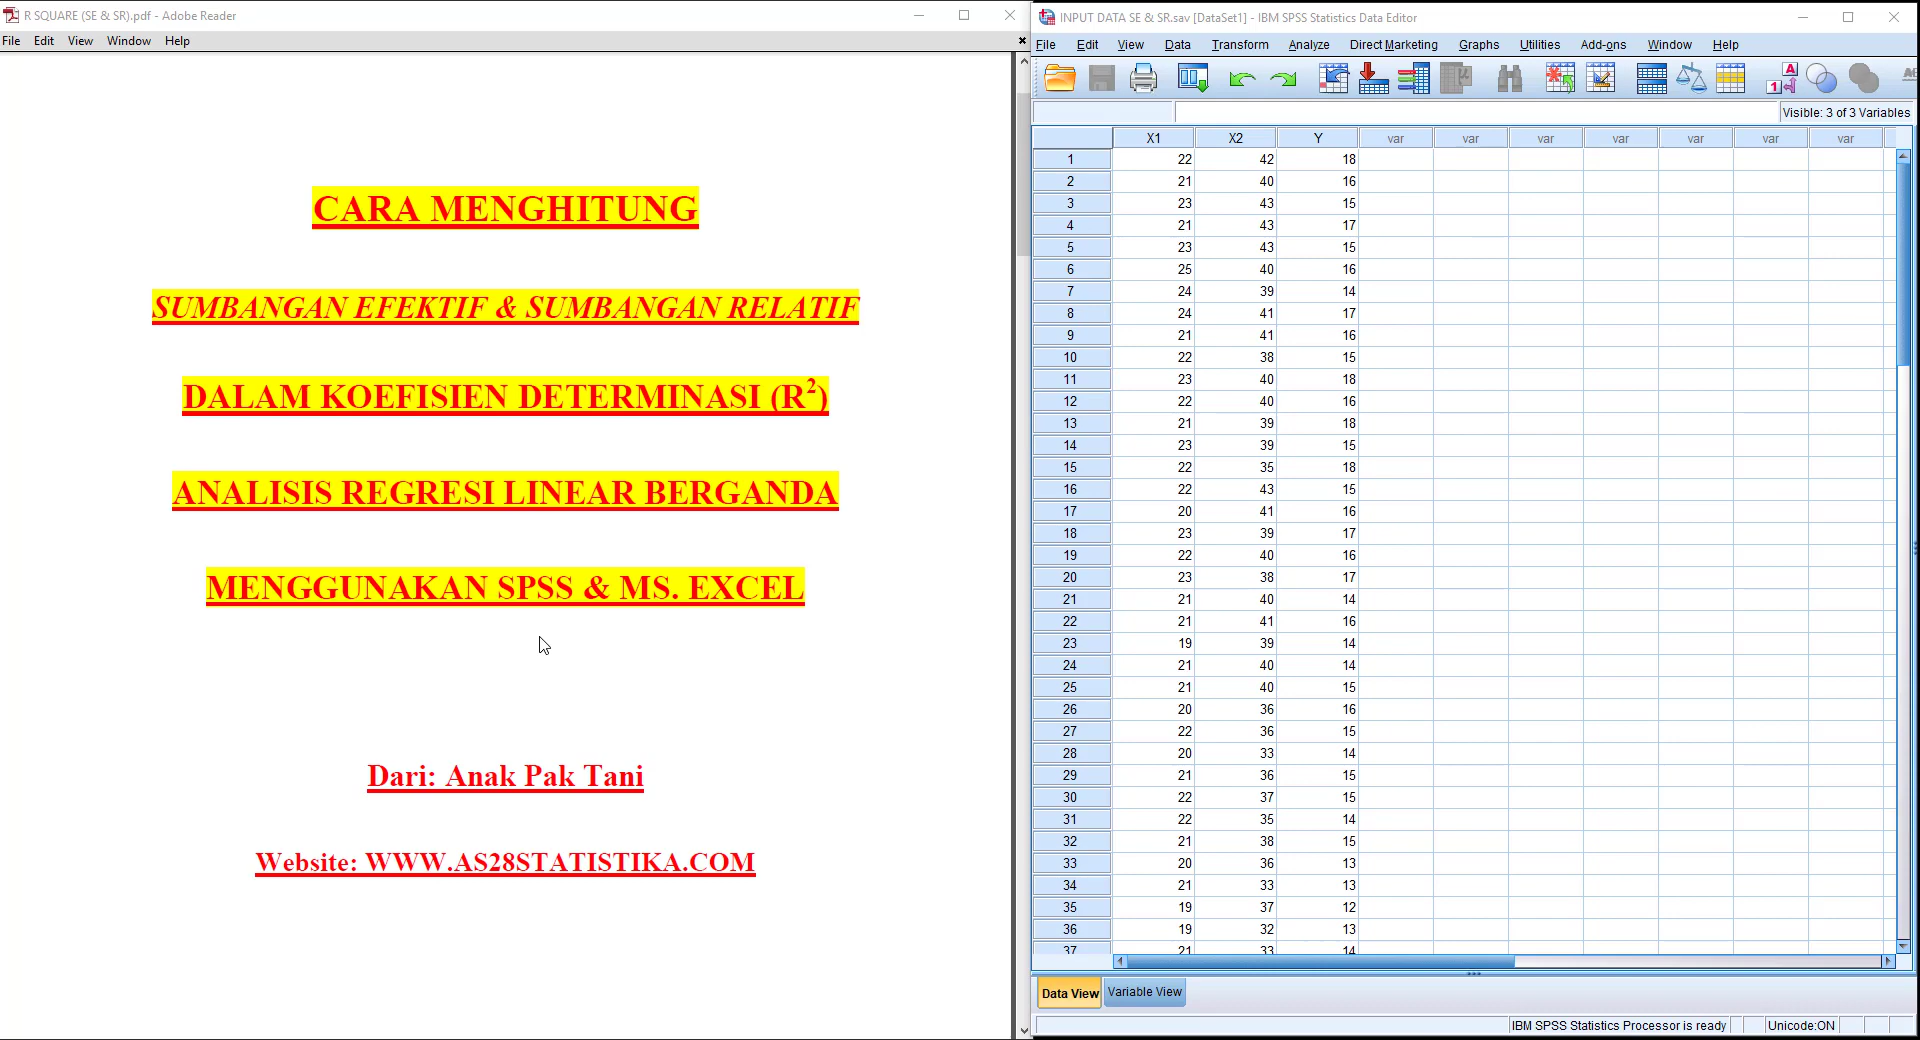 R SQUARE (SE & SR).pdf - Adobe Reader
File Edit View Window Help
CARA MENGHITUNG
SUMBANGAN EFEKTIF & SUMBANGAN RELATIF
DALAM KOEFISIEN DETERMINASI (R²)
ANALISIS REGRESI LINEAR BERGANDA
MENGGUNAKAN SPSS & MS. EXCEL
Dari: Anak Pak Tani
Website: WWW.AS28STATISTIKA.COM
INPUT DATA SE & SR.sav [DataSet1] - IBM SPSS Statistics Data Editor
File Edit View Data Transform Analyze Direct Marketing Graphs Utilities Add-ons Window Help
Visible: 3 of 3 Variables
X1 X2 Y var var var var var var var
1 22 42 18
2 21 40 16
3 23 43 15
4 21 43 17
5 23 43 15
6 25 40 16
7 24 39 14
8 24 41 17
9 21 41 16
10 22 38 15
11 23 40 18
12 22 40 16
13 21 39 18
14 23 39 15
15 22 35 18
16 22 43 15
17 20 41 16
18 23 39 17
19 22 40 16
20 23 38 17
21 21 40 14
22 21 41 16
23 19 39 14
24 21 40 14
25 21 40 15
26 20 36 16
27 22 36 15
28 20 33 14
29 21 36 15
30 22 37 15
31 22 35 14
32 21 38 15
33 20 36 13
34 21 33 13
35 19 37 12
36 19 32 13
37 21 33 14
Data View Variable View
IBM SPSS Statistics Processor is ready Unicode:ON